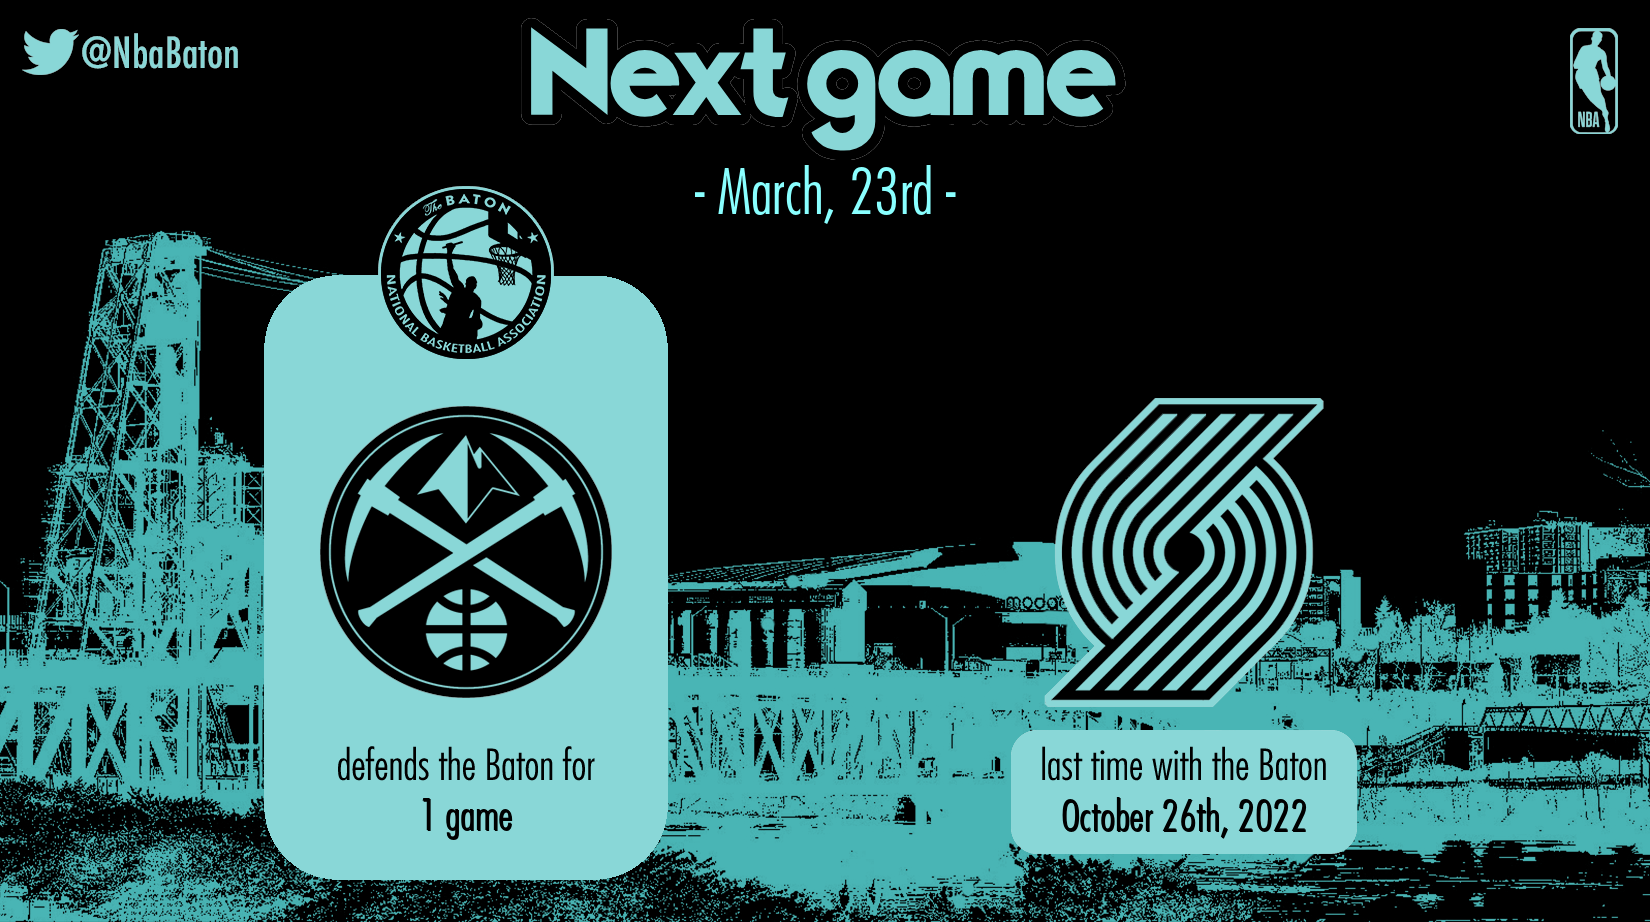 @NbaBaton
Next game
NBA
- March, 23rd -
The BATON
NATIONAL BASKETBALL ASSOCIATION
moda
defends the Baton for
1 game
last time with the Baton
October 26th, 2022